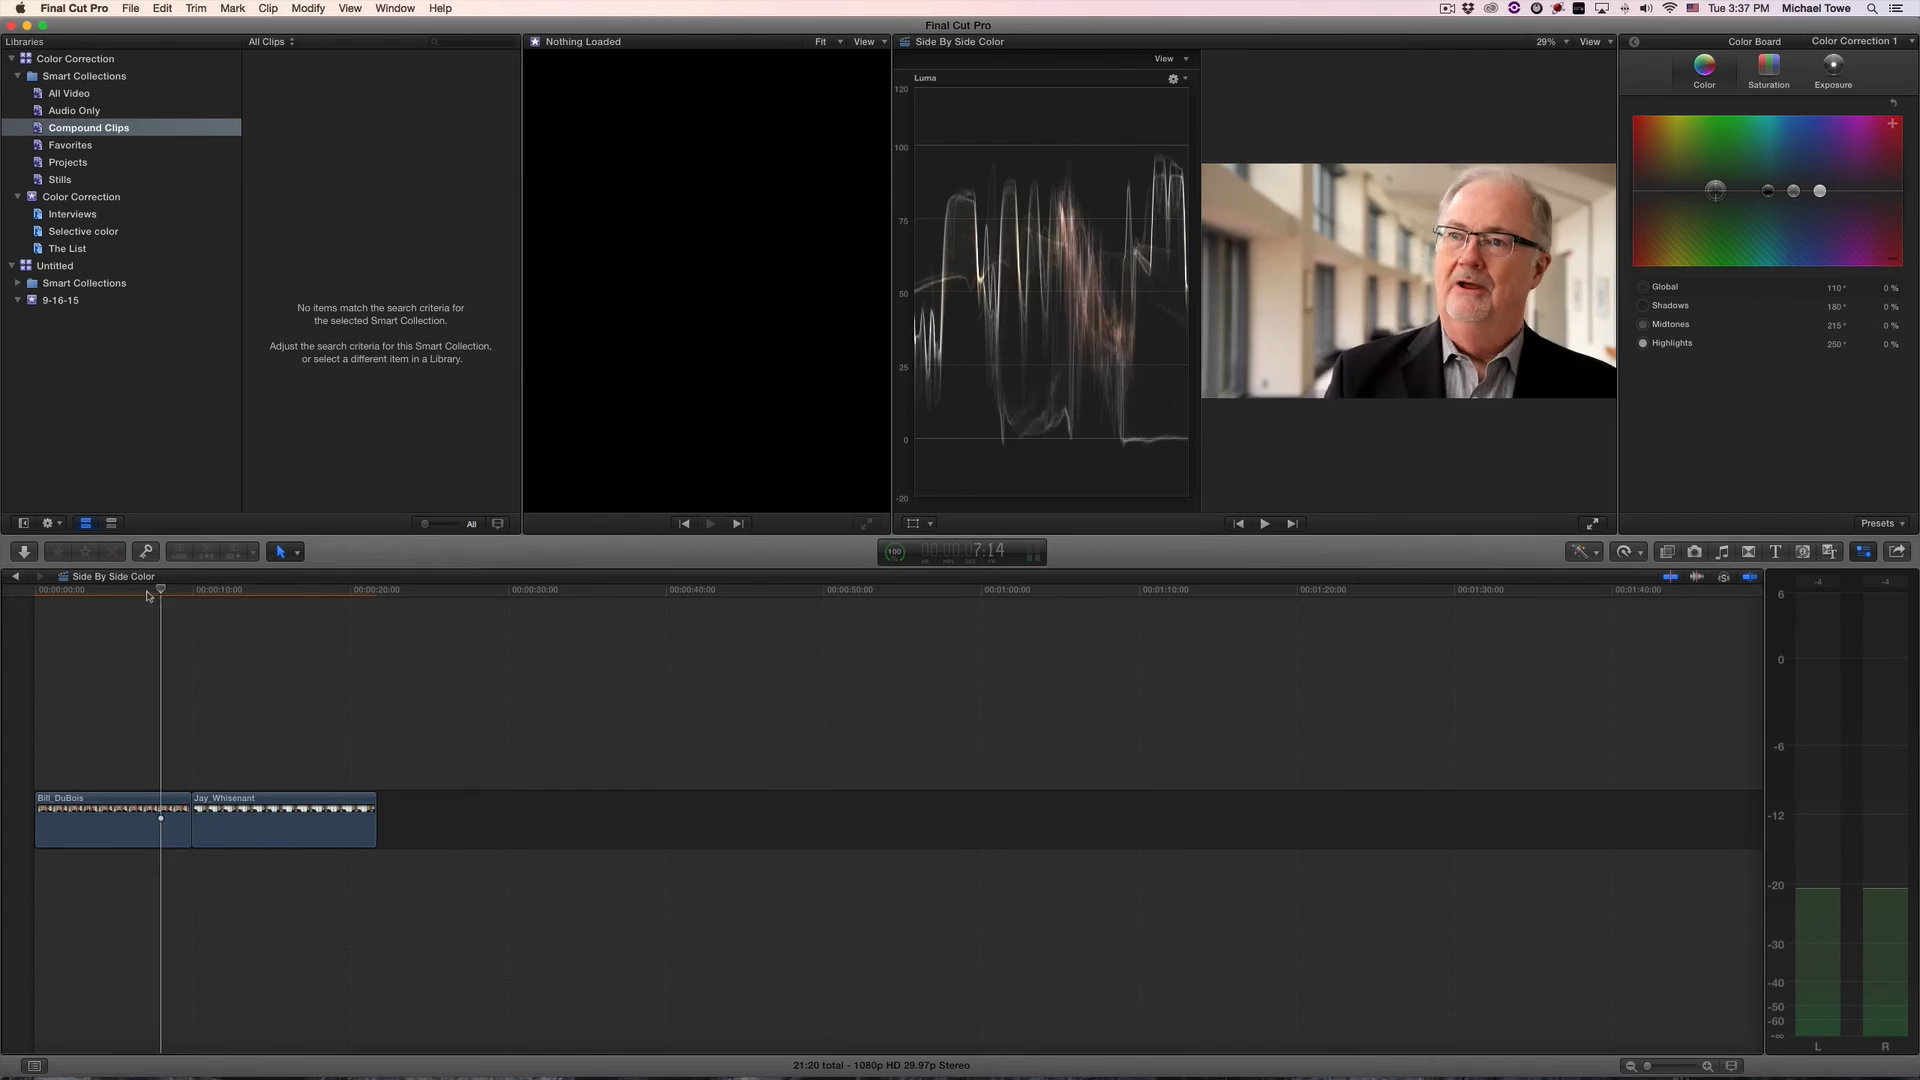 Final Cut Pro File Edit Trim Mark Clip Modify View Window Help
Tue 3:37 PM Michael Towe
Final Cut Pro
Libraries
All Clips
Nothing Loaded
Fit
View
Side By Side Color
29%
View
Color Board
Color Correction 1
Color Correction
Smart Collections
All Video
Audio Only
Compound Clips
Favorites
Projects
Stills
Color Correction
Interviews
Selective color
The List
Untitled
Smart Collections
9-16-15
No items match the search criteria for
the selected Smart Collection.
Adjust the search criteria for this Smart Collection,
or select a different item in a Library.
All
View
Luma
120
100
75
50
25
0
-20
Color
Saturation
Exposure
Global 110° 0 %
Shadows 180° 0 %
Midtones 215° 0 %
Highlights 250° 0 %
Presets
100
7:14
HR MIN SEC FR
Side By Side Color
00:00:00:00
00:00:10:00
00:00:20:00
00:00:30:00
00:00:40:00
00:00:50:00
00:01:00:00
00:01:10:00
00:01:20:00
00:01:30:00
00:01:40:00
Bill_DuBois
Jay_Whisenant
-4 -4
6
0
-6
-12
-20
-30
-40
-50
-60
-∞
L R
21:20 total - 1080p HD 29.97p Stereo